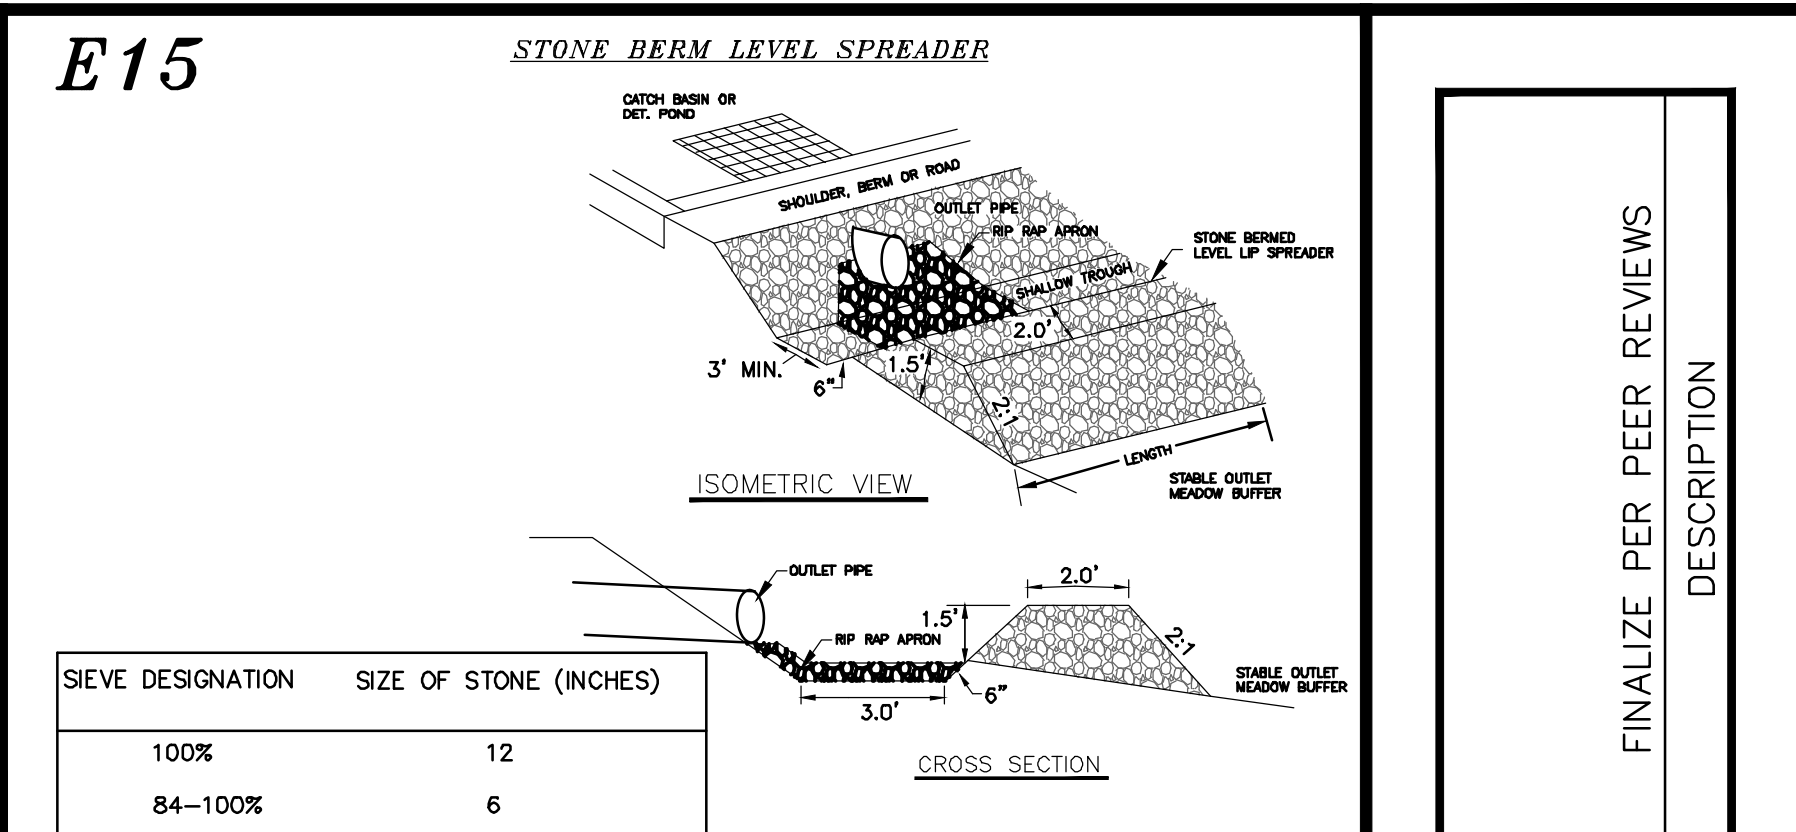 E15
STONE BERM LEVEL SPREADER
CATCH BASIN OR
DET. POND
SHOULDER, BERM OR ROAD
OUTLET PIPE
RIP RAP APRON
STONE BERMED
LEVEL LIP SPREADER
SHALLOW TROUGH
2.0'
1.5'
3' MIN.
6"
2:1
LENGTH
STABLE OUTLET
MEADOW BUFFER
ISOMETRIC VIEW
OUTLET PIPE
2.0'
1.5'
RIP RAP APRON
2:1
STABLE OUTLET
MEADOW BUFFER
6"
3.0'
CROSS SECTION
SIEVE DESIGNATION SIZE OF STONE (INCHES)
100% 12
84-100% 6
FINALIZE PER PEER REVIEWS
DESCRIPTION